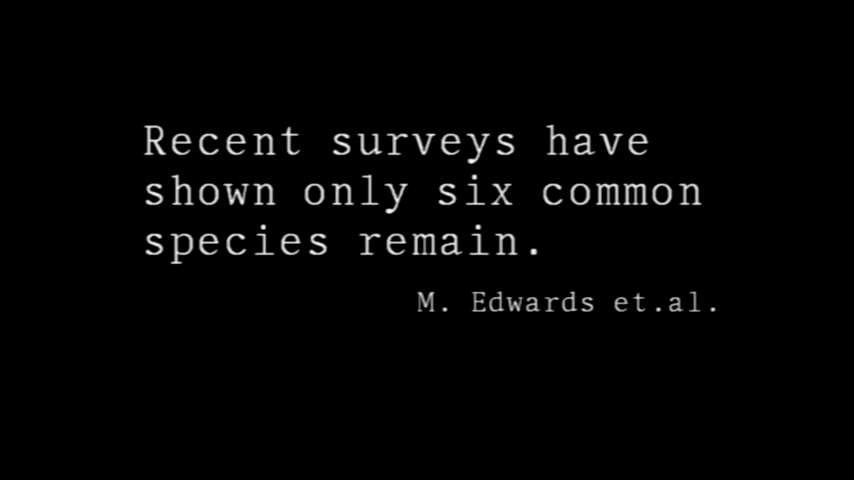 Recent surveys have
shown only six common
species remain.
M. Edwards et.al.